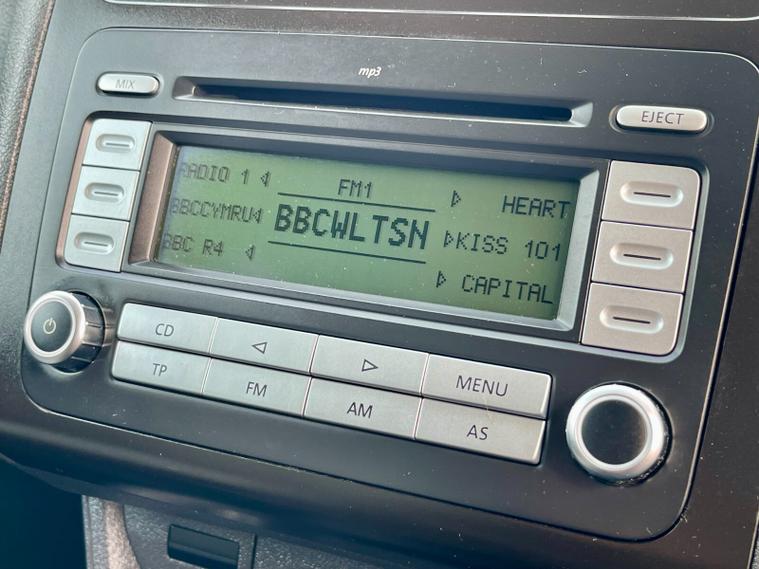 mp3
MIX
EJECT
RADIO 1
FM1
HEART
BBCCYMRU
BBCWLTSN
KISS 101
BBC R4
CAPITAL
CD
MENU
TP
FM
AM
AS